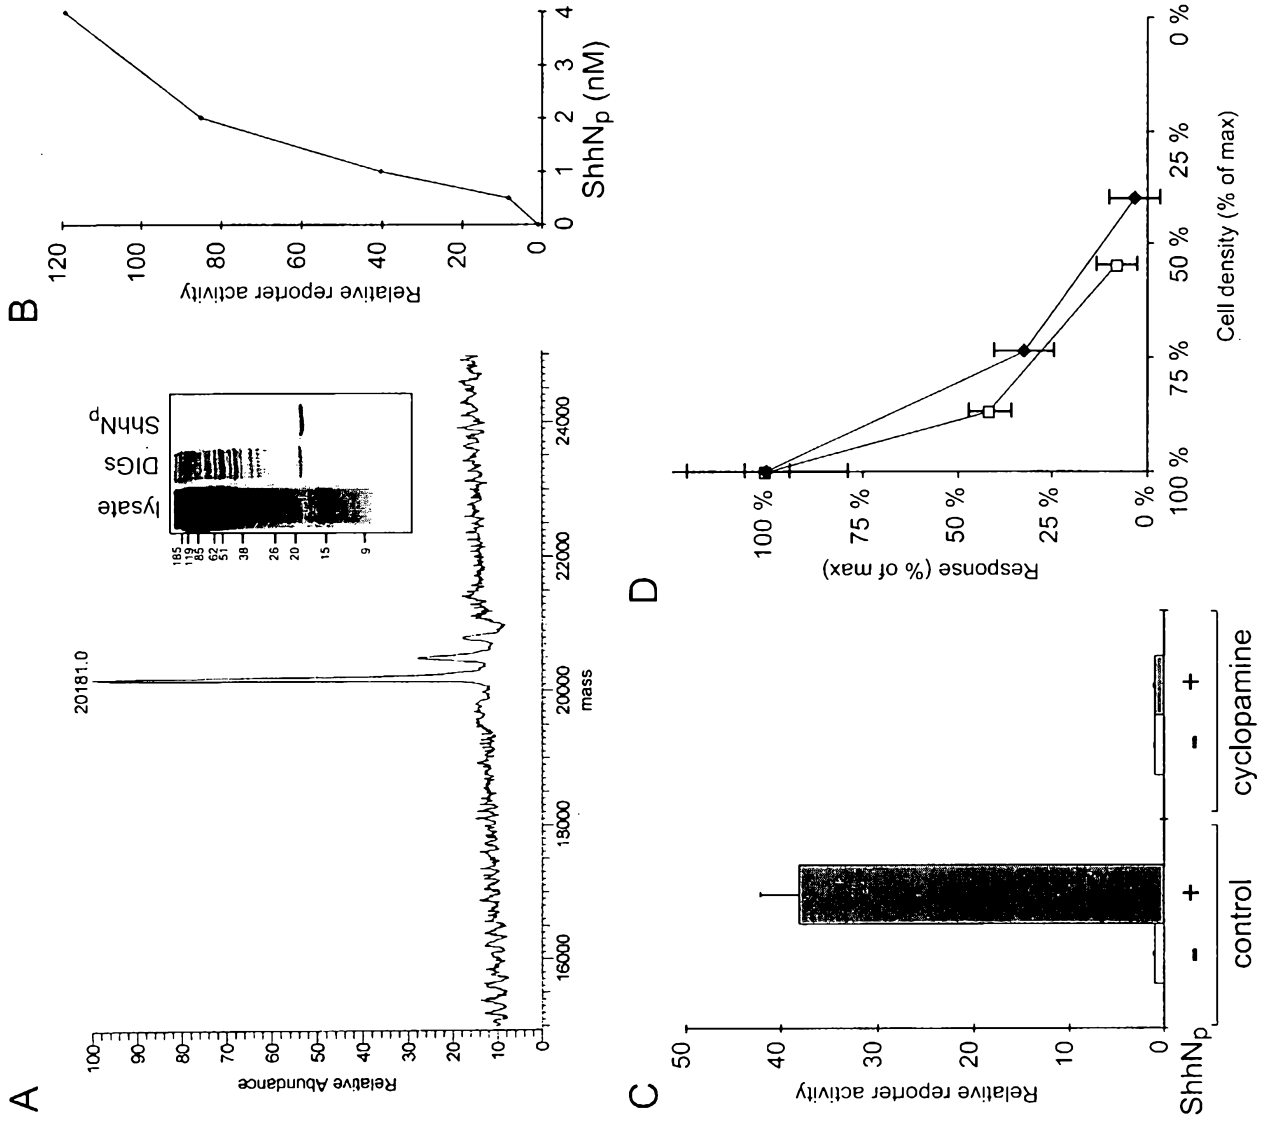 A
Relative Abundance
100
90
80
70
60
50
40
30
20
10
0
16000
18000
20000
22000
24000
mass
20181.0
lysate
DIGs
ShhNp
185
119
85
62
51
38
26
20
15
9
B
Relative reporter activity
120
100
80
60
40
20
0
0 1 2 3 4
ShhNp (nM)
C
Relative reporter activity
50
40
30
20
10
0
ShhNp - + - +
control cyclopamine
D
Response (% of max)
100 %
75 %
50 %
25 %
0 %
100 % 75 % 50 % 25 % 0 %
Cell density (% of max)